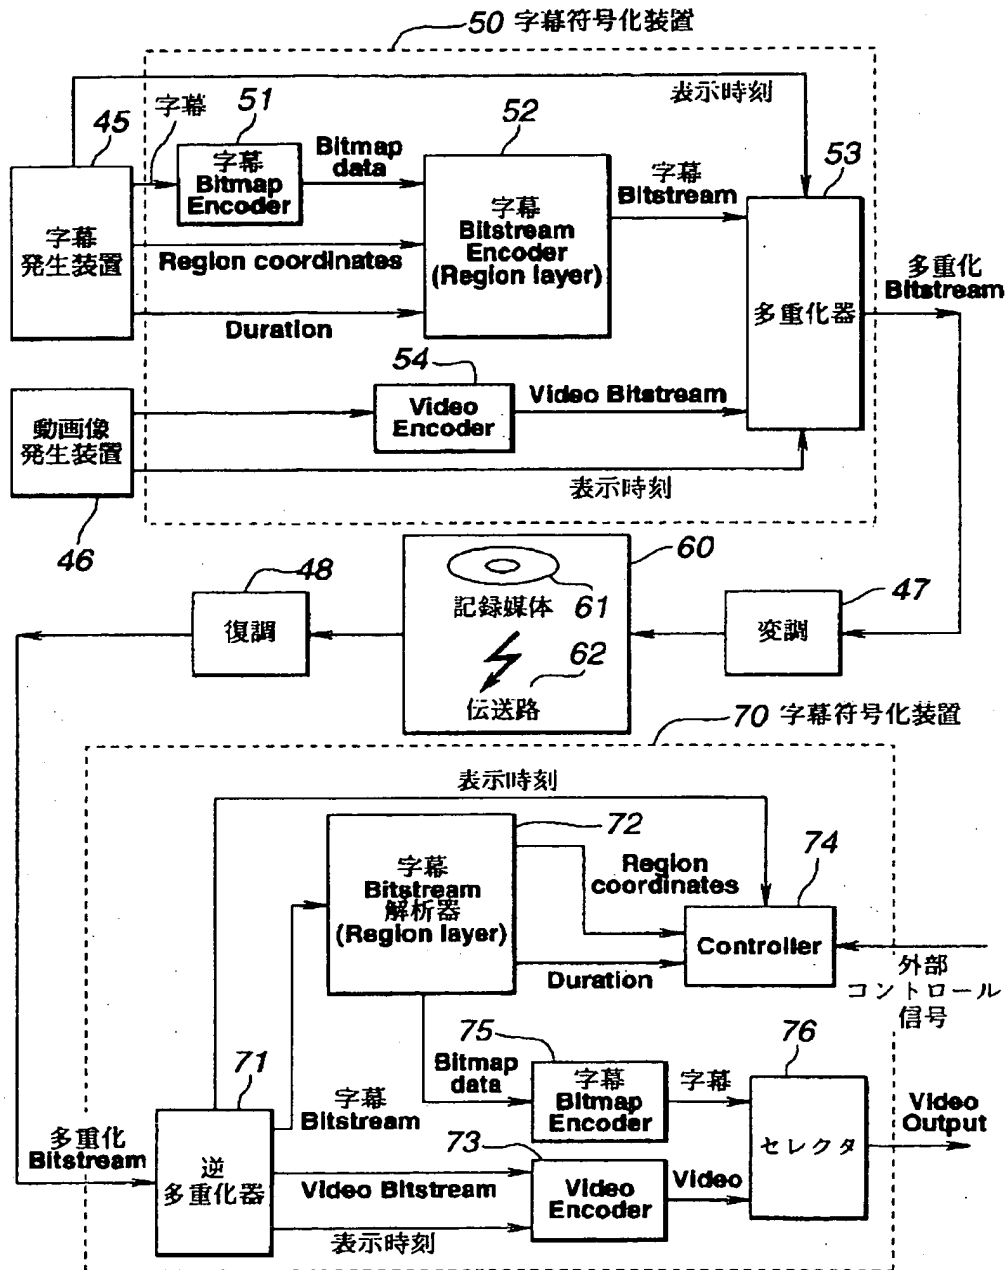 50 字幕符号化装置
表示時刻
字幕
51
45
52
53
字幕
Bitmap
Encoder
Bitmap
data
字幕
発生装置
Region coordinates
Duration
字幕
Bitstream
Encoder
(Region layer)
字幕
Bitstream
多重化器
多重化
Bitstream
54
動画像
発生装置
Video
Encoder
Video Bitstream
表示時刻
46
48
復調
60
記録媒体 61
62
伝送路
47
変調
70 字幕符号化装置
表示時刻
72
字幕
Bitstream
解析器
(Region layer)
Region
coordinates
Duration
74
Controller
外部
コントロール
信号
71
字幕
Bitstream
Bitmap
data
75
字幕
Bitmap
Encoder
字幕
76
セレクタ
Video
Output
多重化
Bitstream
逆
多重化器
73
Video Bitstream
Video
Encoder
Video
表示時刻